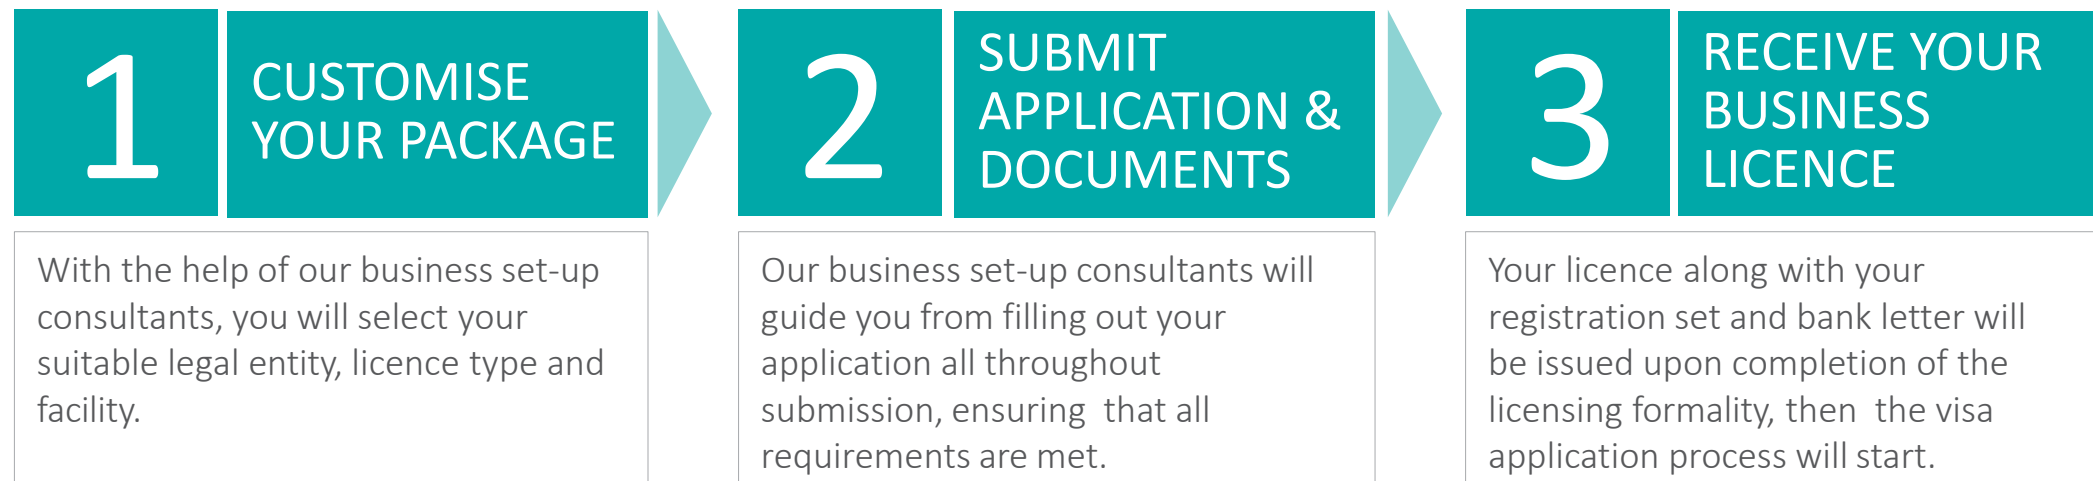 1
CUSTOMISE
YOUR PACKAGE
With the help of our business set-up
consultants, you will select your
suitable legal entity, licence type and
facility.
2
SUBMIT
APPLICATION &
DOCUMENTS
Our business set-up consultants will
guide you from filling out your
application all throughout
submission, ensuring  that all
requirements are met.
3
RECEIVE YOUR
BUSINESS
LICENCE
Your licence along with your
registration set and bank letter will
be issued upon completion of the
licensing formality, then  the visa
application process will start.